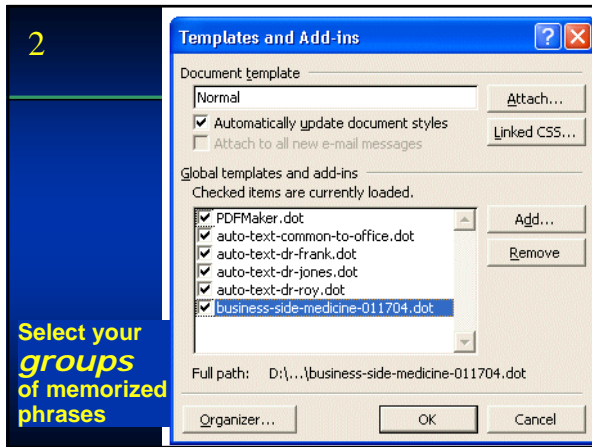 2
Templates and Add-ins
Document template
Normal
Attach...
Automatically update document styles
Linked CSS...
Attach to all new e-mail messages
Global templates and add-ins
Checked items are currently loaded.
PDFMaker.dot
Add...
auto-text-common-to-office.dot
auto-text-dr-frank.dot
Remove
auto-text-dr-jones.dot
auto-text-dr-roy.dot
business-side-medicine-011704.dot
Select your
groups
of memorized
phrases
Full path: D:\...\business-side-medicine-011704.dot
Organizer...
OK
Cancel